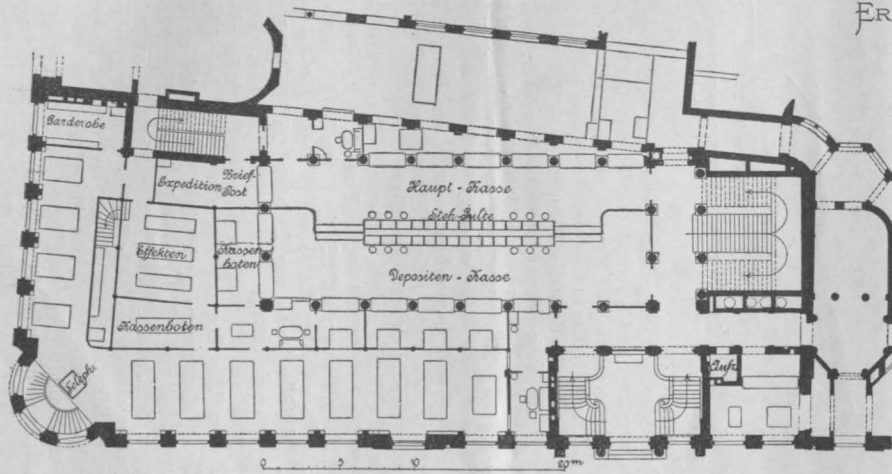 ER
Garderobe
Expedition
Brief-
Post
Haupt - Kasse
Steh Pulte
Effekten
Kassen
boten
Depositen - Kasse
Kassenboten
Teleph.
Aufz.
0 5 10 20m